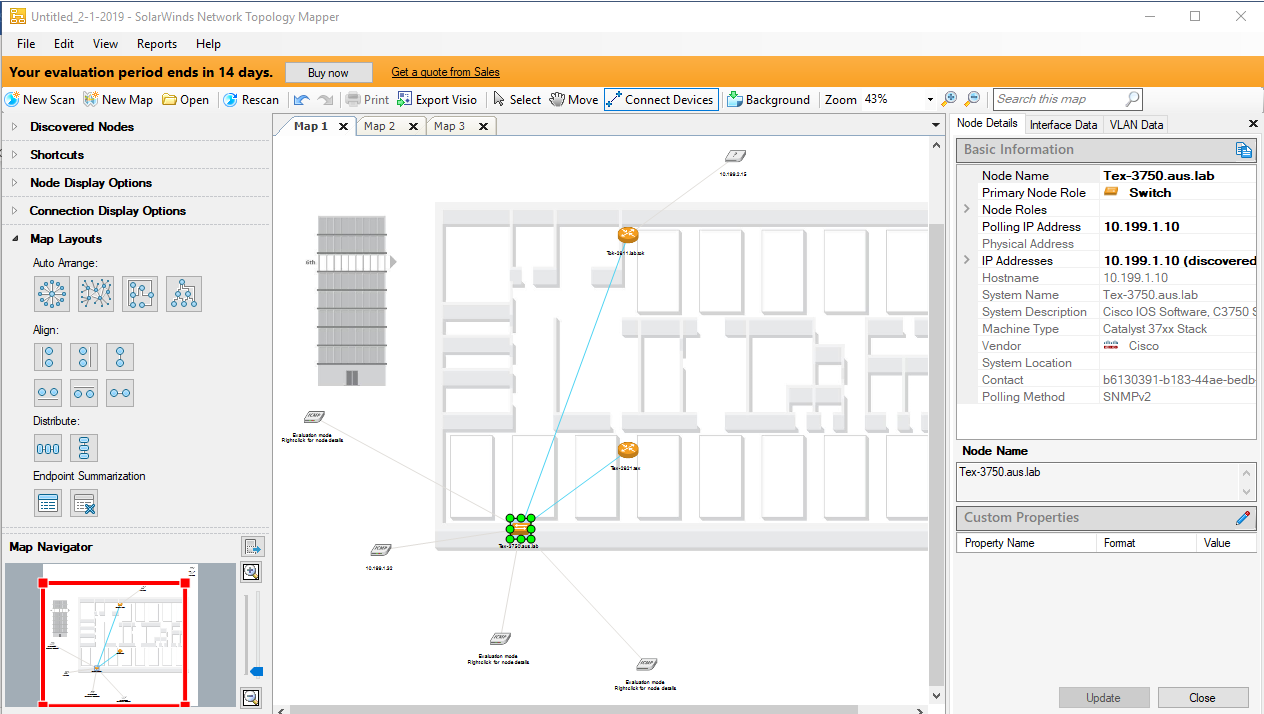 Untitled_2-1-2019 - SolarWinds Network Topology Mapper
File Edit View Reports Help
Your evaluation period ends in 14 days. Buy now Get a quote from Sales
New Scan New Map Open Rescan Print Export Visio Select Move Connect Devices Background Zoom 43% Search this map
Discovered Nodes
Shortcuts
Node Display Options
Connection Display Options
Map Layouts
Auto Arrange:
Align:
Distribute:
Endpoint Summarization
Map Navigator
Map 1 Map 2 Map 3
10.199.2.15
6th
Tex-3750.aus.lab
ICMP
Evaluation mode
Rightclick for node details
10.199.1.20
ICMP
Evaluation mode
Rightclick for node details
ICMP
Evaluation mode
Rightclick for node details
Node Details Interface Data VLAN Data
Basic Information
Node Name Tex-3750.aus.lab
Primary Node Role Switch
Node Roles
Polling IP Address 10.199.1.10
Physical Address
IP Addresses 10.199.1.10 (discovered
Hostname 10.199.1.10
System Name Tex-3750.aus.lab
System Description Cisco IOS Software, C3750 S
Machine Type Catalyst 37xx Stack
Vendor Cisco
System Location
Contact b6130391-b183-44ae-bedb-
Polling Method SNMPv2
Node Name
Tex-3750.aus.lab
Custom Properties
Property Name Format Value
Update Close